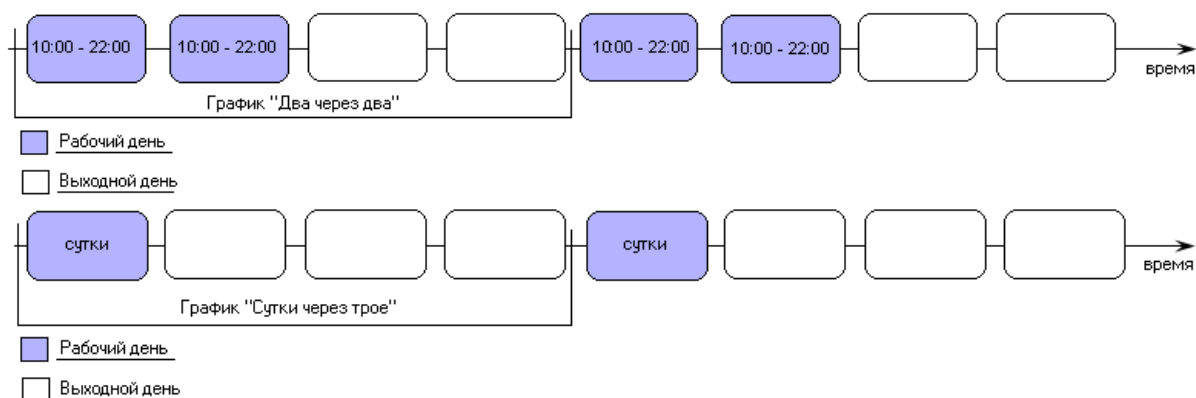 10:00 - 22:00 10:00 - 22:00 10:00 - 22:00 10:00 - 22:00
время
График "Два через два"
Рабочий день
Выходной день
сутки сутки
время
График "Сутки через трое"
Рабочий день
Выходной день